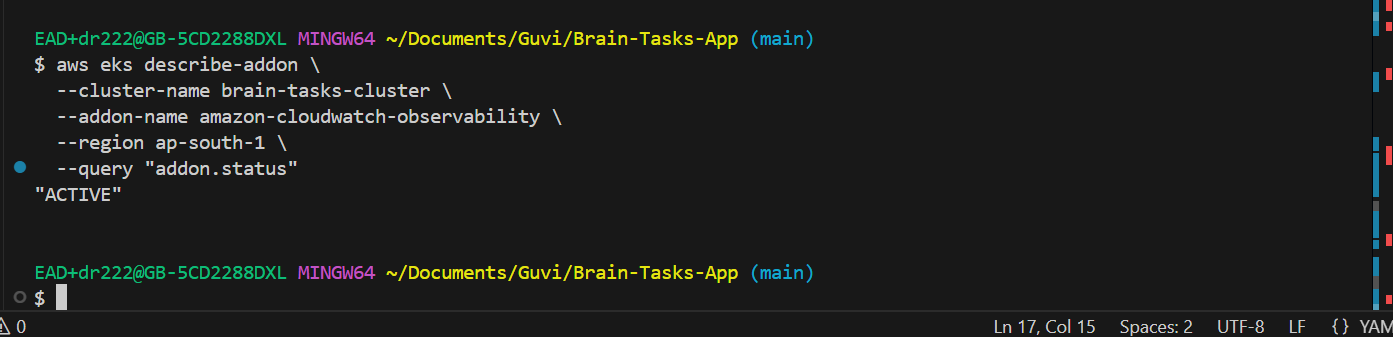 EAD+dr222@GB-5CD2288DXL MINGW64 ~/Documents/Guvi/Brain-Tasks-App (main)
$ aws eks describe-addon \
  --cluster-name brain-tasks-cluster \
  --addon-name amazon-cloudwatch-observability \
  --region ap-south-1 \
  --query "addon.status"
"ACTIVE"
EAD+dr222@GB-5CD2288DXL MINGW64 ~/Documents/Guvi/Brain-Tasks-App (main)
$
0 Ln 17, Col 15 Spaces: 2 UTF-8 LF {} YAM